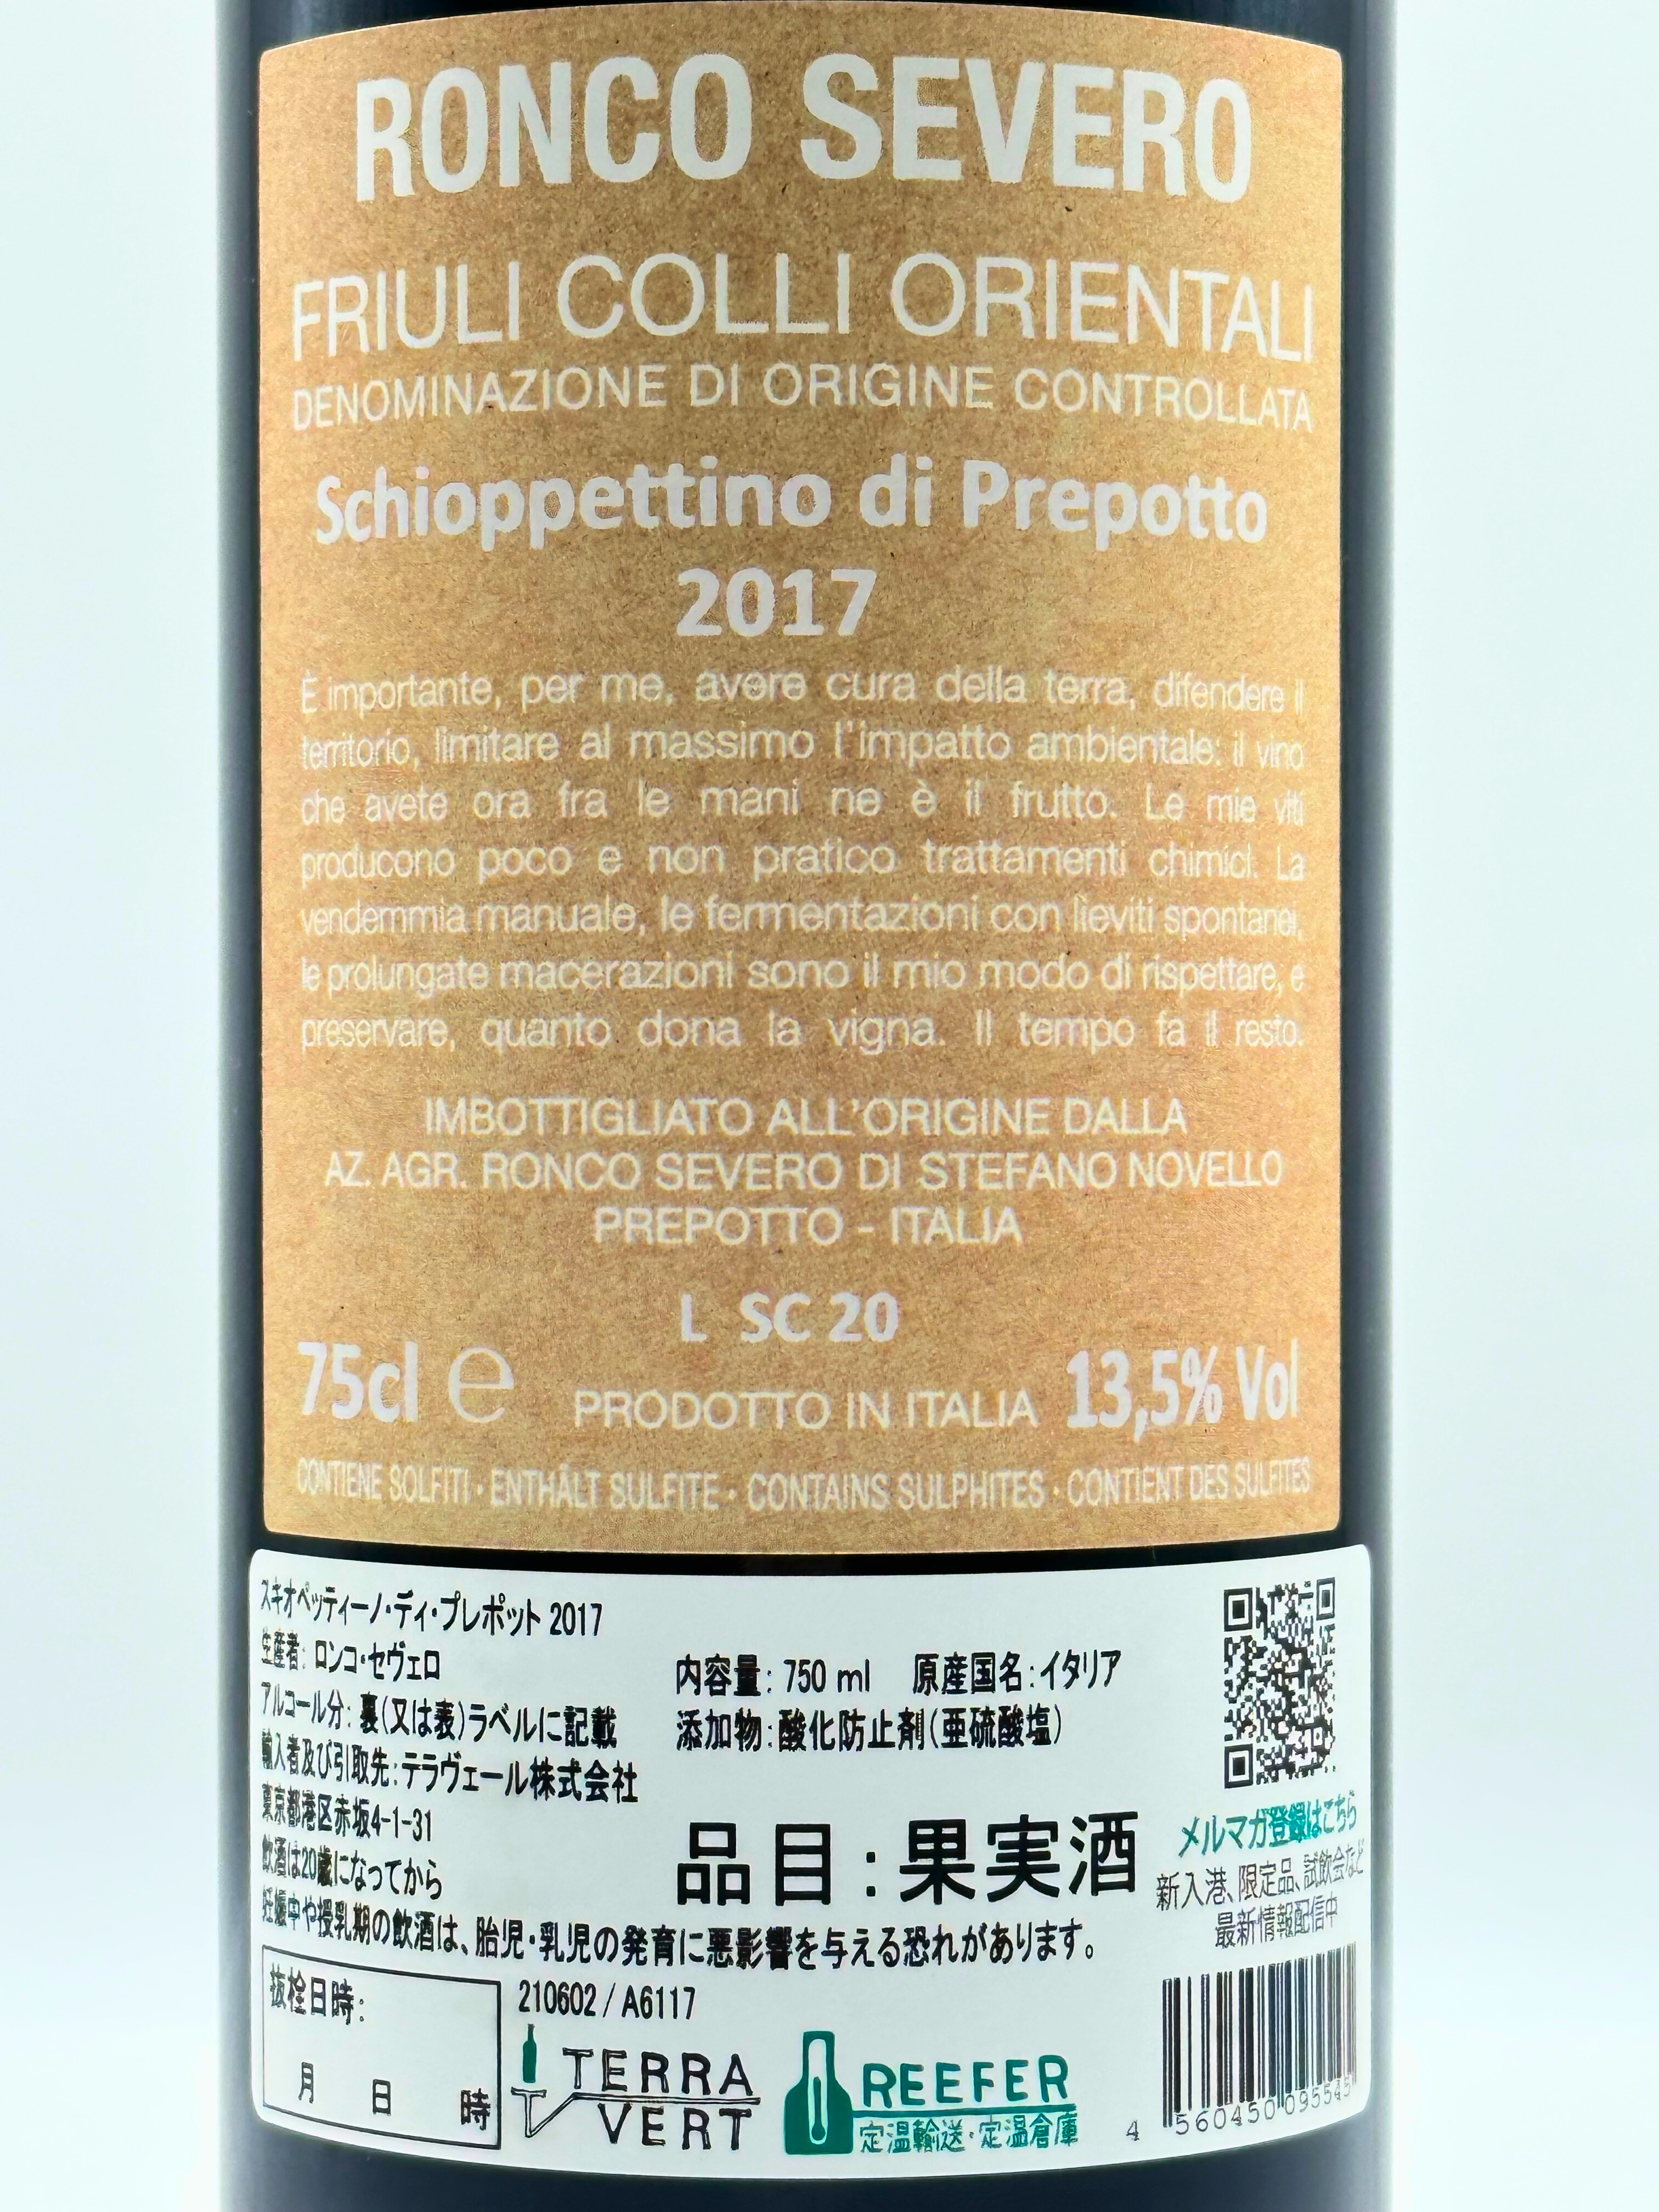 RONCO SEVERO
FRIULI COLLI ORIENTALI
DENOMINAZIONE DI ORIGINE CONTROLLATA
Schioppettino di Prepotto
2017
È importante, per me, avere cura della terra, difendere il
territorio, limitare al massimo l'impatto ambientale: il vino
che avete ora fra le mani ne è il frutto. Le mie viti
producono poco e non pratico trattamenti chimici. La
vendemmia manuale, le fermentazioni con lieviti spontanei,
le prolungate macerazioni sono il mio modo di rispettare, e
preservare, quanto dona la vigna. Il tempo fa il resto.
IMBOTTIGLIATO ALL'ORIGINE DALLA
AZ. AGR. RONCO SEVERO DI STEFANO NOVELLO
PREPOTTO - ITALIA
L SC 20
75cl e PRODOTTO IN ITALIA 13,5% Vol
CONTIENE SOLFITI · ENTHÄLT SULFITE · CONTAINS SULPHITES · CONTIENT DES SULFITES
スキオペッティーノ・ディ・プレポット 2017
生産者: ロンコ・セヴェロ
アルコール分: 裏(又は表)ラベルに記載
輸入者及び引取先: テラヴェール株式会社
東京都港区赤坂4-1-31
飲酒は20歳になってから
妊娠中や授乳期の飲酒は、胎児・乳児の発育に悪影響を与える恐れがあります。
内容量: 750 ml 原産国名: イタリア
添加物: 酸化防止剤(亜硫酸塩)
品目: 果実酒
メルマガ登録はこちら
新入港、限定品、試飲会など
最新情報配信中
抜栓日時:
月 日 時
210602 / A6117
TERRA
VERT
REEFER
定温輸送・定温倉庫
4 560450 095545